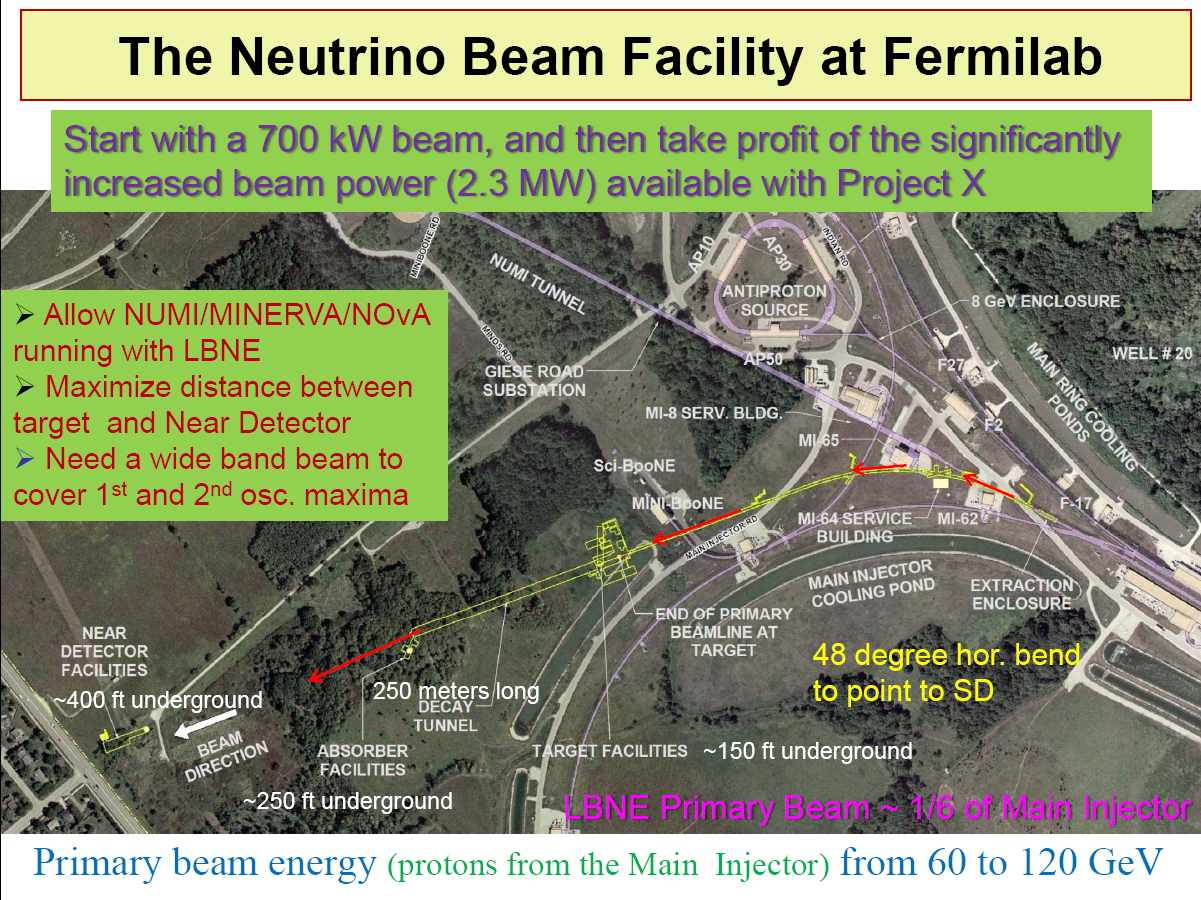 The Neutrino Beam Facility at Fermilab
Start with a 700 kW beam, and then take profit of the significantly
increased beam power (2.3 MW) available with Project X
MINIBOONE RD
NUMI TUNNEL
AP10
AP30
INDIAN RD
ANTIPROTON
SOURCE
8 GeV ENCLOSURE
➢ Allow NUMI/MINERVA/NOvA
running with LBNE
➢ Maximize distance between
target and Near Detector
➢ Need a wide band beam to
cover 1st and 2nd osc. maxima
MINOS RD
GIESE ROAD
SUBSTATION
AP50
F27
MAIN RING COOLING
PONDS
WELL # 20
MI-8 SERV. BLDG.
F2
MI-65
Sci-BooNE
MINI-BooNE
MAIN INJECTOR RD
MI-64 SERVICE
BUILDING
MI-62
F-17
MAIN INJECTOR
COOLING POND
EXTRACTION
ENCLOSURE
END OF PRIMARY
BEAMLINE AT
TARGET
NEAR
DETECTOR
FACILITIES
~400 ft underground
48 degree hor. bend
to point to SD
250 meters long
DECAY
TUNNEL
BEAM
DIRECTION
ABSORBER
FACILITIES
TARGET FACILITIES
~150 ft underground
~250 ft underground
LBNE Primary Beam ~ 1/6 of Main Injector
Primary beam energy (protons from the Main Injector) from 60 to 120 GeV